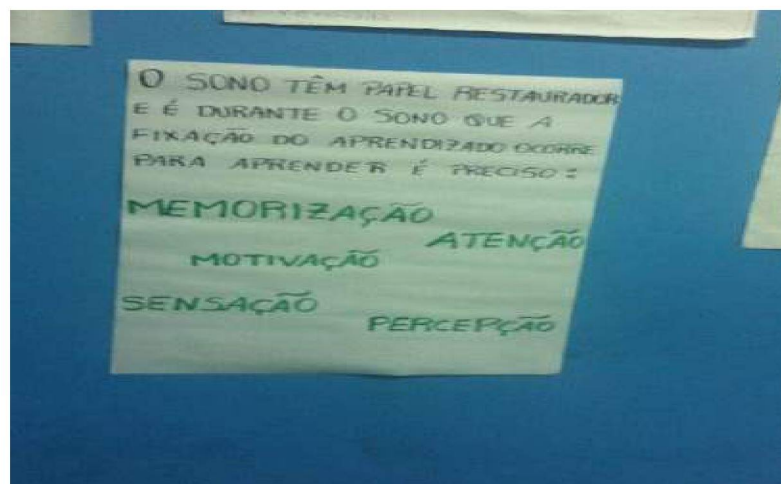 O SONO TÊM PAPEL RESTAURADOR
E É DURANTE O SONO QUE A
FIXAÇÃO DO APRENDIZADO OCORRE
PARA APRENDER É PRECISO:
MEMORIZAÇÃO
ATENÇÃO
MOTIVAÇÃO
SENSAÇÃO
PERCEPÇÃO